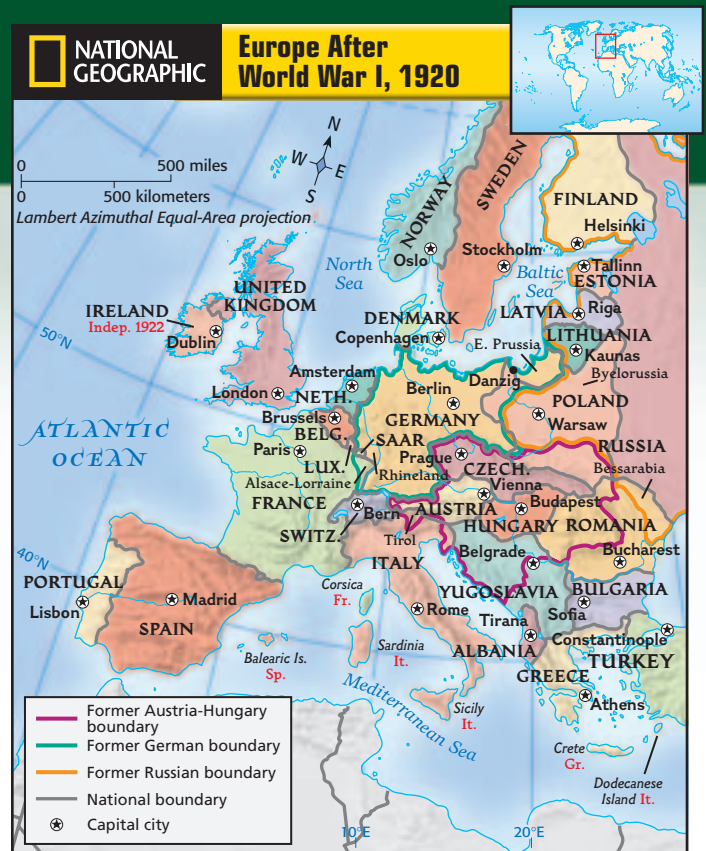 NATIONAL
GEOGRAPHIC
Europe After
World War I, 1920
N
W
E
S
0
500 miles
0
500 kilometers
Lambert Azimuthal Equal-Area projection
NORWAY
SWEDEN
FINLAND
Helsinki
Oslo
Stockholm
Tallinn
ESTONIA
North
Sea
Baltic
Sea
UNITED
KINGDOM
IRELAND
Indep. 1922
Dublin
DENMARK
Copenhagen
LATVIA
Riga
LITHUANIA
E. Prussia
Kaunas
Byelorussia
50°N
Amsterdam
London
NETH.
Berlin
Danzig
POLAND
Brussels
BELG.
GERMANY
Warsaw
ATLANTIC
OCEAN
Paris
SAAR
Prague
RUSSIA
LUX.
Rhineland
CZECH.
Bessarabia
Alsace-Lorraine
Vienna
FRANCE
Bern
AUSTRIA
Budapest
SWITZ.
HUNGARY
ROMANIA
Tirol
40°N
ITALY
Belgrade
Bucharest
PORTUGAL
Corsica
Fr.
YUGOSLAVIA
BULGARIA
Lisbon
Madrid
Rome
Sofia
SPAIN
Tirana
Constantinople
Sardinia
It.
ALBANIA
TURKEY
Balearic Is.
Sp.
GREECE
Mediterranean Sea
Sicily
It.
Athens
Crete
Gr.
Dodecanese
Island It.
Former Austria-Hungary
boundary
Former German boundary
Former Russian boundary
National boundary
Capital city
10°E
20°E